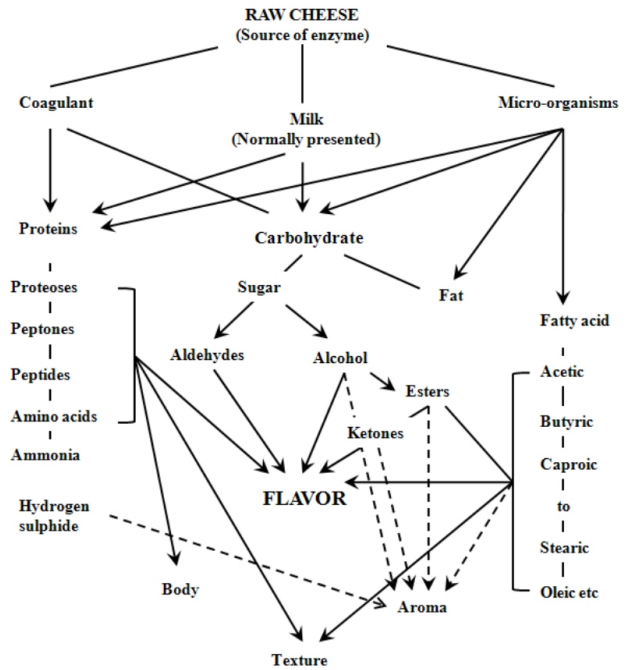 RAW CHEESE
(Source of enzyme)
Coagulant
Milk
(Normally presented)
Micro-organisms
Proteins
Carbohydrate
Fat
Fatty acid
Sugar
Proteoses
Peptones
Peptides
Amino acids
Ammonia
Hydrogen
sulphide
Aldehydes
Alcohol
Esters
Ketones
Acetic
Butyric
Caproic
to
Stearic
Oleic etc
FLAVOR
Body
Aroma
Texture